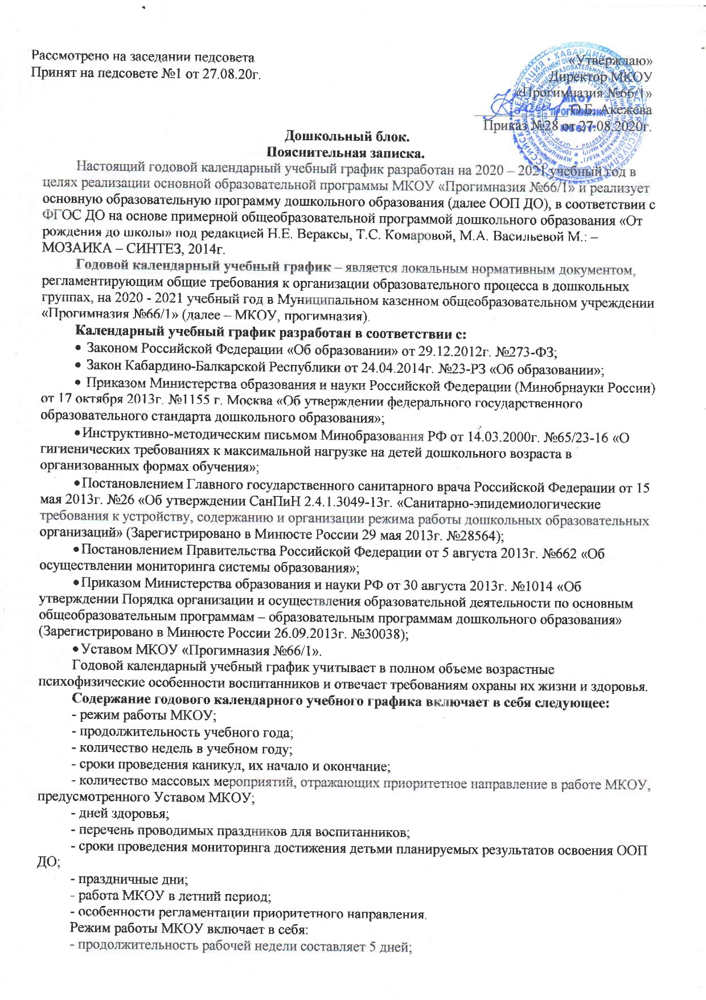 Рассмотрено на заседании педсовета
Принят на педсовете №1 от 27.08.20г.
«Утверждаю»
Директор МКОУ
«Прогимназия №66/1»
О.Б. Акежева
Приказ №28 от 27.08.2020г.
Дошкольный блок.
Пояснительная записка.
Настоящий годовой календарный учебный график разработан на 2020 – 2021 учебный год в
целях реализации основной образовательной программы МКОУ «Прогимназия №66/1» и реализует
основную образовательную программу дошкольного образования (далее ООП ДО), в соответствии с
ФГОС ДО на основе примерной общеобразовательной программой дошкольного образования «От
рождения до школы» под редакцией Н.Е. Вераксы, Т.С. Комаровой, М.А. Васильевой М.: –
МОЗАИКА – СИНТЕЗ, 2014г.
Годовой календарный учебный график – является локальным нормативным документом,
регламентирующим общие требования к организации образовательного процесса в дошкольных
группах, на 2020 - 2021 учебный год в Муниципальном казенном общеобразовательном учреждении
«Прогимназия №66/1» (далее – МКОУ, прогимназия).
Календарный учебный график разработан в соответствии с:
• Законом Российской Федерации «Об образовании» от 29.12.2012г. №273-ФЗ;
• Закон Кабардино-Балкарской Республики от 24.04.2014г. №23-РЗ «Об образовании»;
• Приказом Министерства образования и науки Российской Федерации (Минобрнауки России)
от 17 октября 2013г. №1155 г. Москва «Об утверждении федерального государственного
образовательного стандарта дошкольного образования»;
•Инструктивно-методическим письмом Минобразования РФ от 14.03.2000г. №65/23-16 «О
гигиенических требованиях к максимальной нагрузке на детей дошкольного возраста в
организованных формах обучения»;
•Постановлением Главного государственного санитарного врача Российской Федерации от 15
мая 2013г. №26 «Об утверждении СанПиН 2.4.1.3049-13г. «Санитарно-эпидемиологические
требования к устройству, содержанию и организации режима работы дошкольных образовательных
организаций» (Зарегистрировано в Минюсте России 29 мая 2013г. №28564);
•Постановлением Правительства Российской Федерации от 5 августа 2013г. №662 «Об
осуществлении мониторинга системы образования»;
•Приказом Министерства образования и науки РФ от 30 августа 2013г. №1014 «Об
утверждении Порядка организации и осуществления образовательной деятельности по основным
общеобразовательным программам – образовательным программам дошкольного образования»
(Зарегистрировано в Минюсте России 26.09.2013г. №30038);
•Уставом МКОУ «Прогимназия №66/1».
Годовой календарный учебный график учитывает в полном объеме возрастные
психофизические особенности воспитанников и отвечает требованиям охраны их жизни и здоровья.
Содержание годового календарного учебного графика включает в себя следующее:
- режим работы МКОУ;
- продолжительность учебного года;
- количество недель в учебном году;
- сроки проведения каникул, их начало и окончание;
- количество массовых мероприятий, отражающих приоритетное направление в работе МКОУ,
предусмотренного Уставом МКОУ;
- дней здоровья;
- перечень проводимых праздников для воспитанников;
- сроки проведения мониторинга достижения детьми планируемых результатов освоения ООП
ДО;
- праздничные дни;
- работа МКОУ в летний период;
- особенности регламентации приоритетного направления.
Режим работы МКОУ включает в себя:
- продолжительность рабочей недели составляет 5 дней;